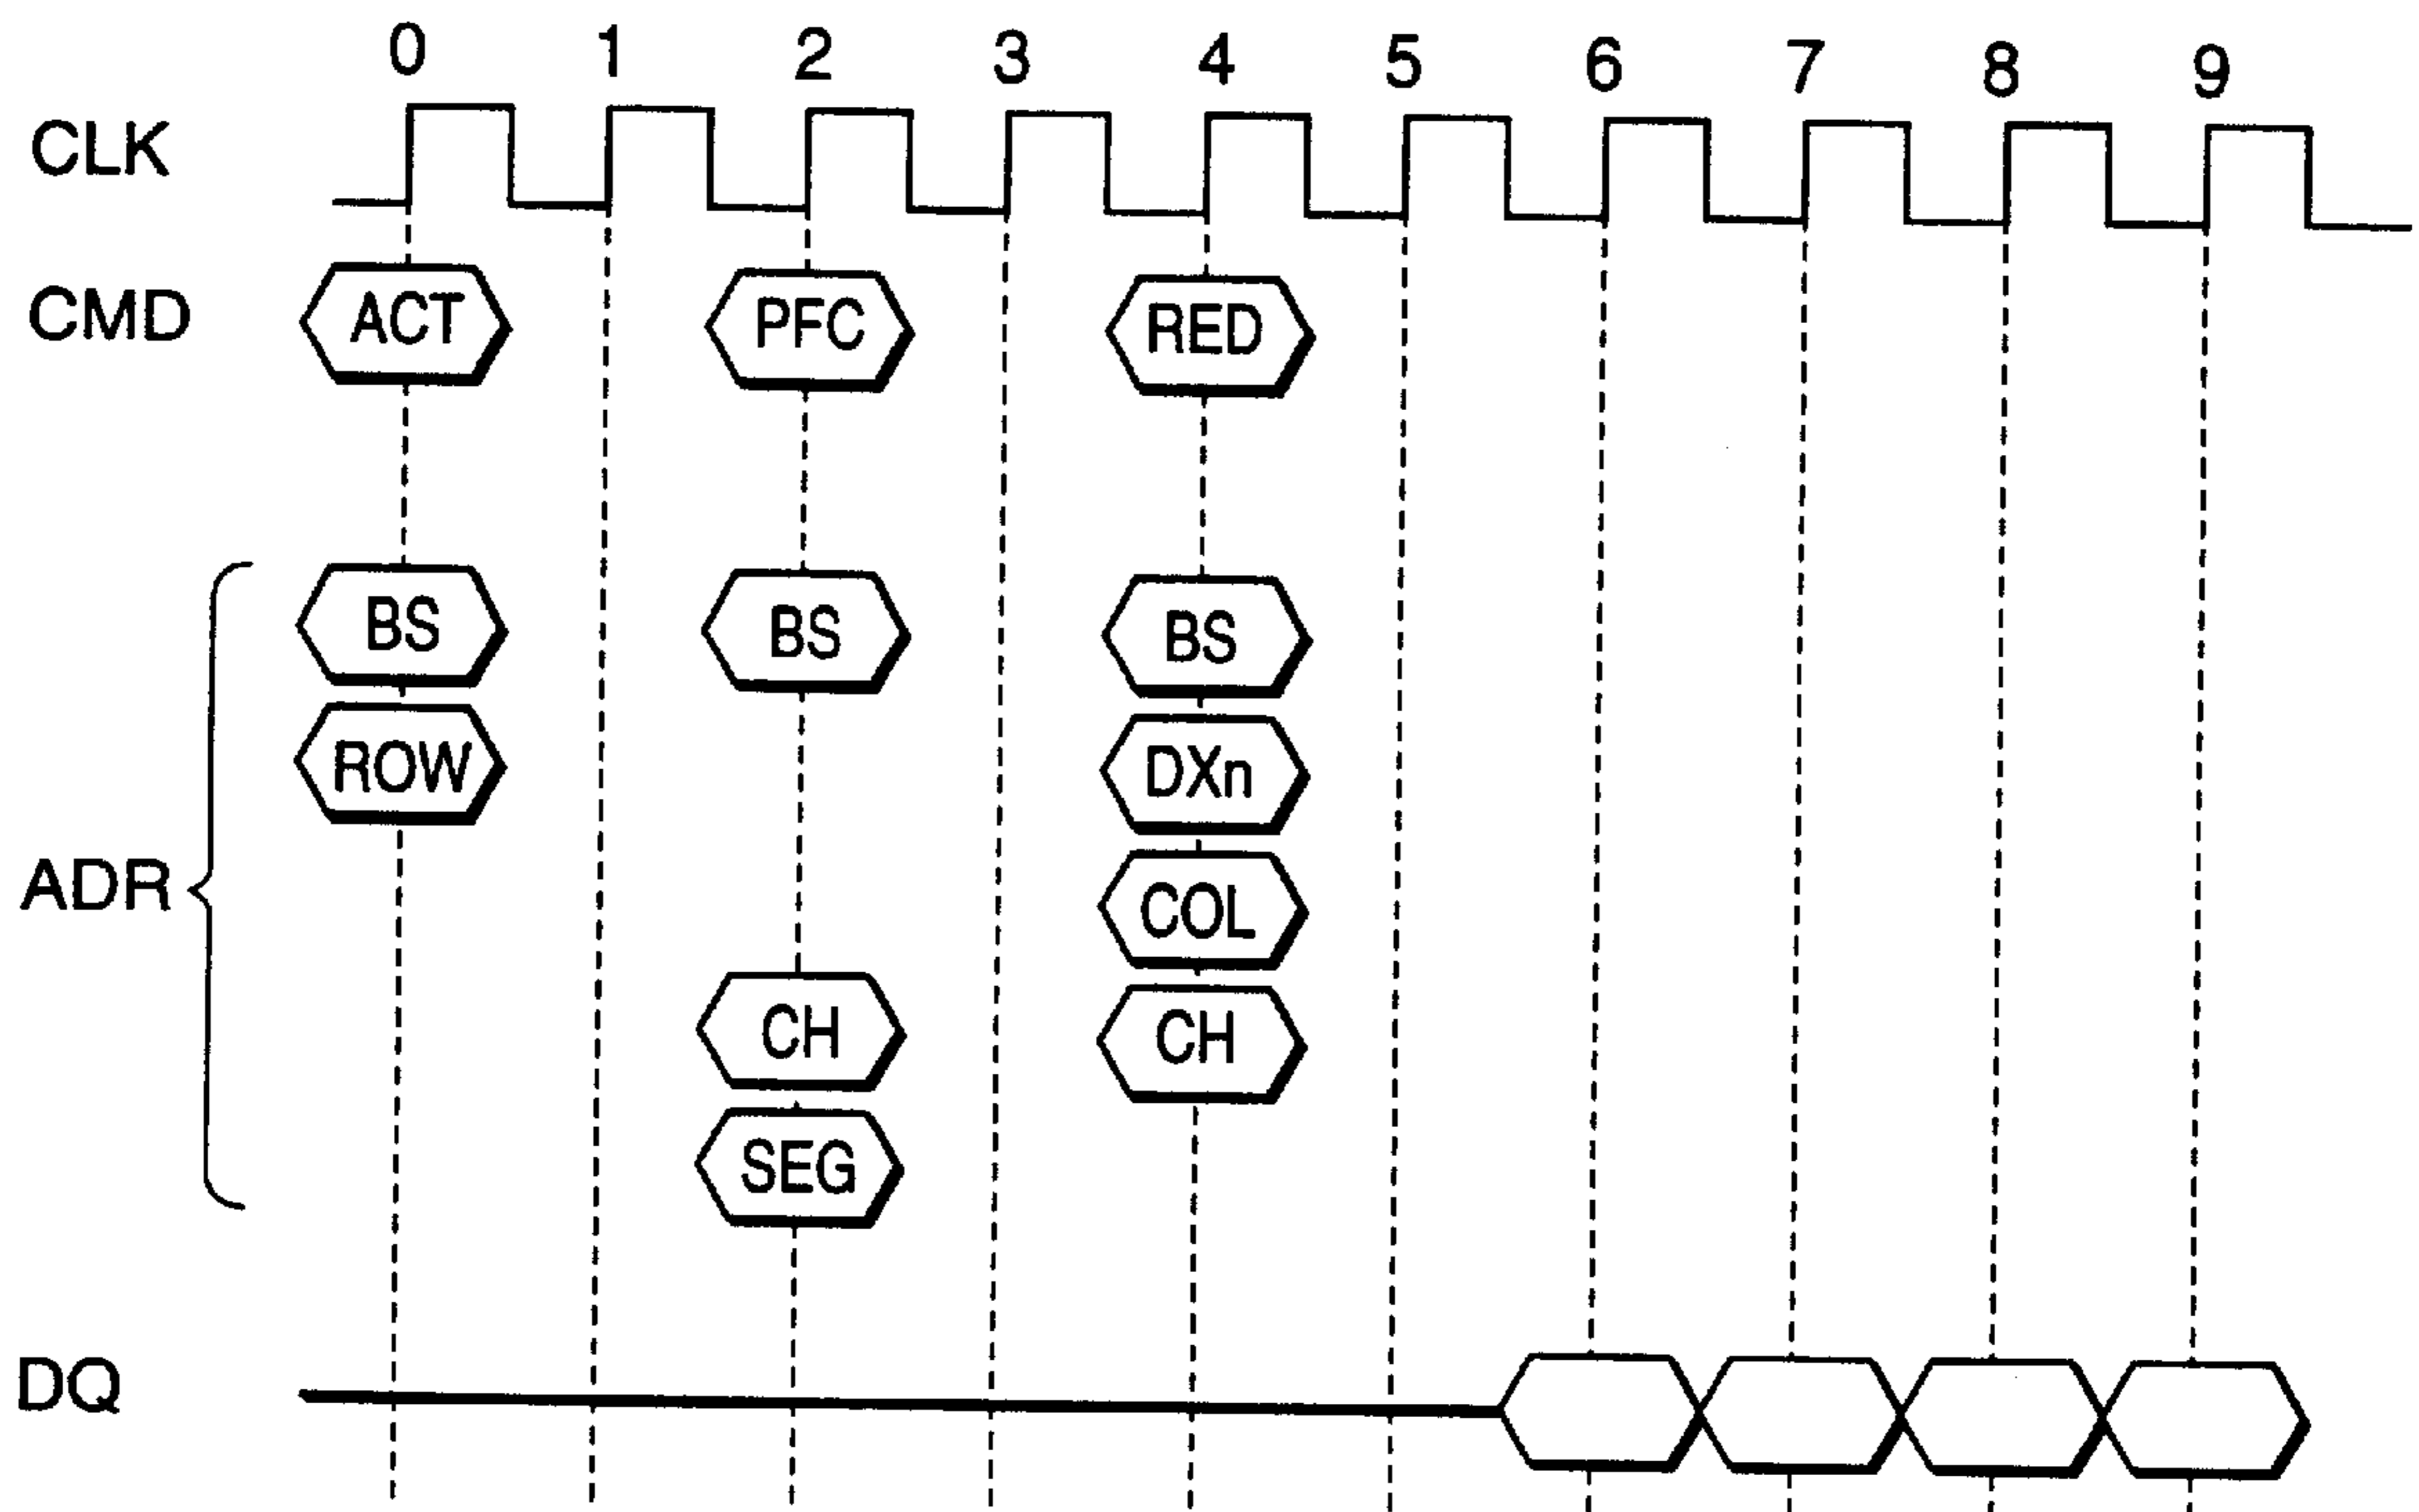 0 1 2 3 4 5 6 7 8 9
CLK
CMD ACT PFC RED
BS BS BS
ROW DXn
ADR COL
CH CH
SEG
DQ